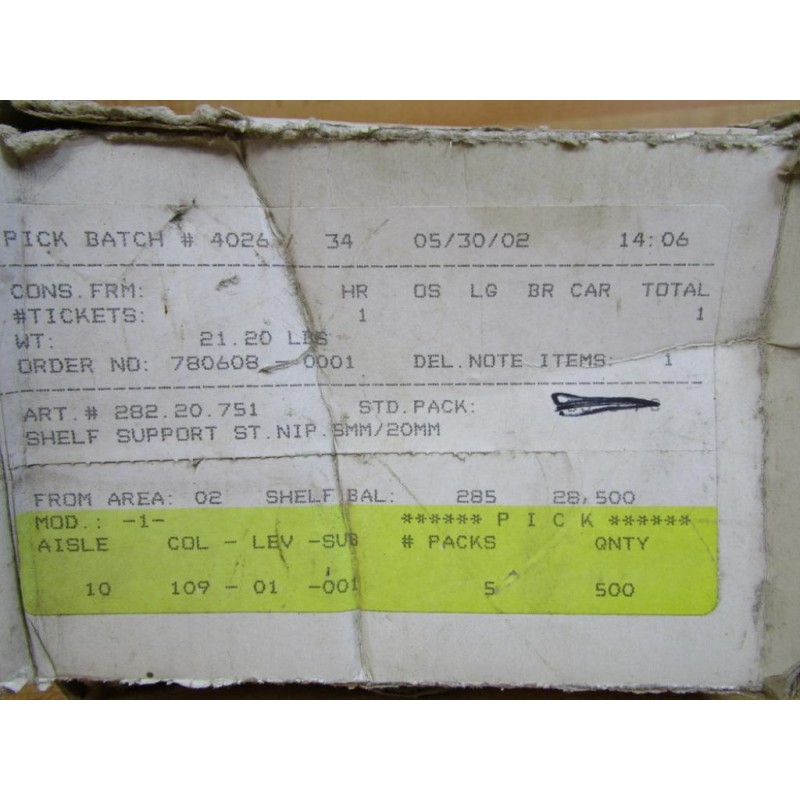 PICK BATCH # 4026 / 34 05/30/02 14:06
CONS.FRM: HR OS LG BR CAR TOTAL
#TICKETS: 1 1
WT: 21.20 LBS
ORDER NO: 780608 - 0001 DEL.NOTE ITEMS: 1
ART.# 282.20.751 STD.PACK:
SHELF SUPPORT ST.NIP.5MM/20MM
FROM AREA: 02 SHELF BAL: 285 28,500
MOD.: -1- ****** P I C K ******
AISLE COL - LEV -SUB # PACKS QNTY
10 109 - 01 -001 5 500